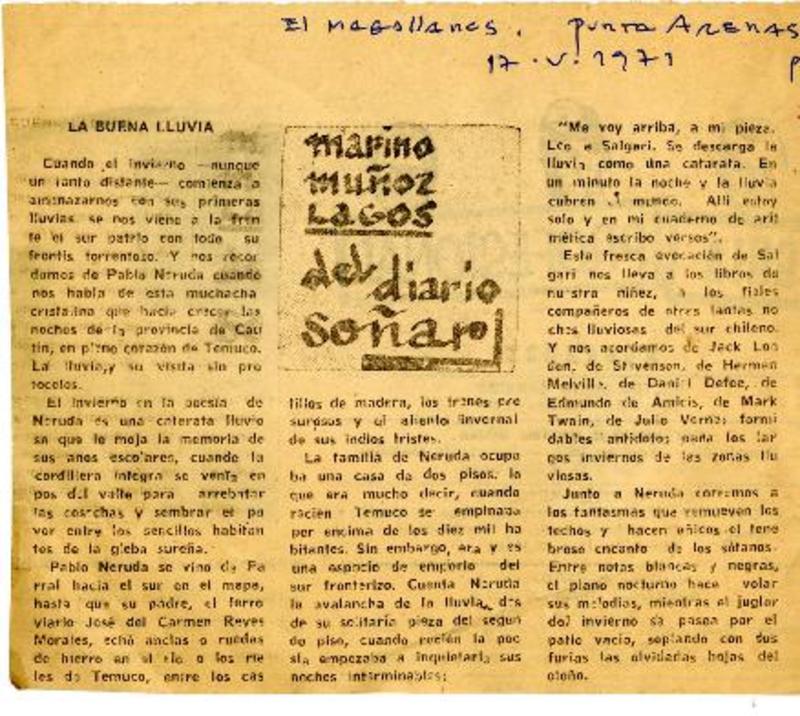 El Magallanes. Punta Arenas
17.V.1971
LA BUENA LLUVIA
Cuando el invierno —aunque
un tanto distante— comienza a
amenazarnos con sus primeras
lluvias, se nos viene a la fren
te el sur patrio con todo su
frontis torrentoso. Y nos recor
damos de Pablo Neruda cuando
nos habla de esta muchacha
cristalina que hacía crecer las
noches de la provincia de Cau
tín, en pleno corazón de Temuco.
La lluvia, y su visita sin pro
tocolos.
El invierno en la poesía de
Neruda es una catarata lluvio
sa que le moja la memoria de
sus años escolares, cuando la
cordillera íntegra se venía en
pos del valle para arrebatar
las cosechas y sembrar el pa
vor entre los sencillos habitan
tes de la gleba sureña.
Pablo Neruda se vino de Pa
rral hacia el sur en el mapa,
hasta que su padre, el ferro
viario José del Carmen Reyes
Morales, echó anclas o ruedas
de hierro en el río o los rie
les de Temuco, entre los cas
marino
muñoz
Lagos
del diario
soñar
tillos de madera, los trenes pre
surosos y el aliento invernal
de sus indios tristes.
La familia de Neruda ocupa
ba una casa de dos pisos, lo
que era mucho decir, cuando
recién Temuco se empinaba
por encima de los diez mil ha
bitantes. Sin embargo, era y es
una especie de emporio del
sur fronterizo. Cuenta Neruda
la avalancha de la lluvia, des
de su solitaria pieza del segun
do piso, cuando recién la poe
sía empezaba a inquietarla sus
noches interminables:
"Me voy arriba, a mi pieza.
Leo a Salgari. Se descarga la
lluvia como una catarata. En
un minuto la noche y la lluvia
cubren el mundo. Allí estoy
solo y en mi cuaderno de arit
mética escribo versos".
Esta fresca evocación de Sal
gari nos lleva a los libros de
nuestra niñez, a los fieles
compañeros de otras tantas no
ches lluviosas del sur chileno.
Y nos acordamos de Jack Lon
don, de Stevenson, de Herman
Melville, de Daniel Defoe, de
Edmundo de Amicis, de Mark
Twain, de Julio Verne: formi
dables antídotos para los lar
gos inviernos de las zonas llu
viosas.
Junto a Neruda corremos a
los fantasmas que remueven los
techos y hacen añicos el tene
broso encanto de los sótanos.
Entre notas blancas y negras,
el piano nocturno hace volar
sus melodías, mientras el juglar
del invierno se pasea por el
patio vacío, soplando con sus
furias las olvidadas hojas del
otoño.